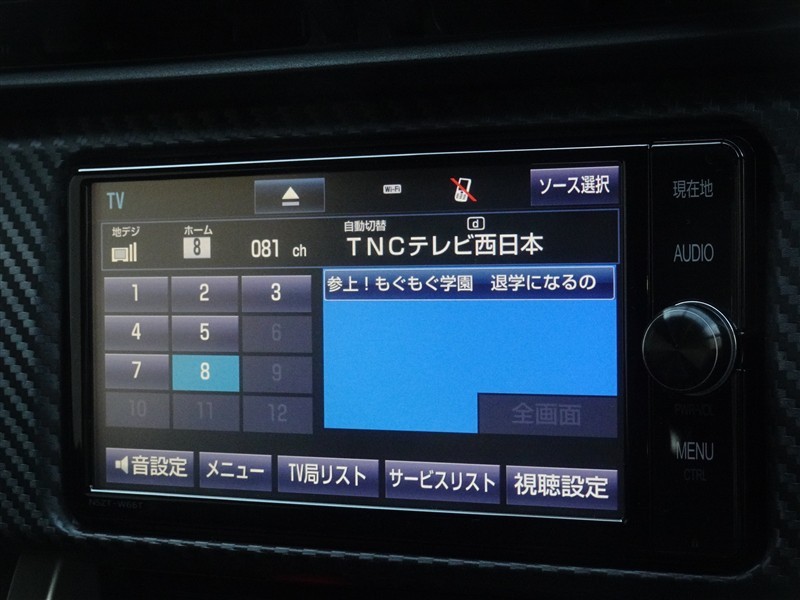 TV Wi-Fi ソース選択
現在地
地デジ ホーム 自動切替 d
8 081 ch TNCテレビ西日本
AUDIO
1 2 3 参上!もぐもぐ学園 退学になるの
4 5 6
7 8 9
10 11 12 全画面
MENU
CTRL
音設定 メニュー TV局リスト サービスリスト 視聴設定